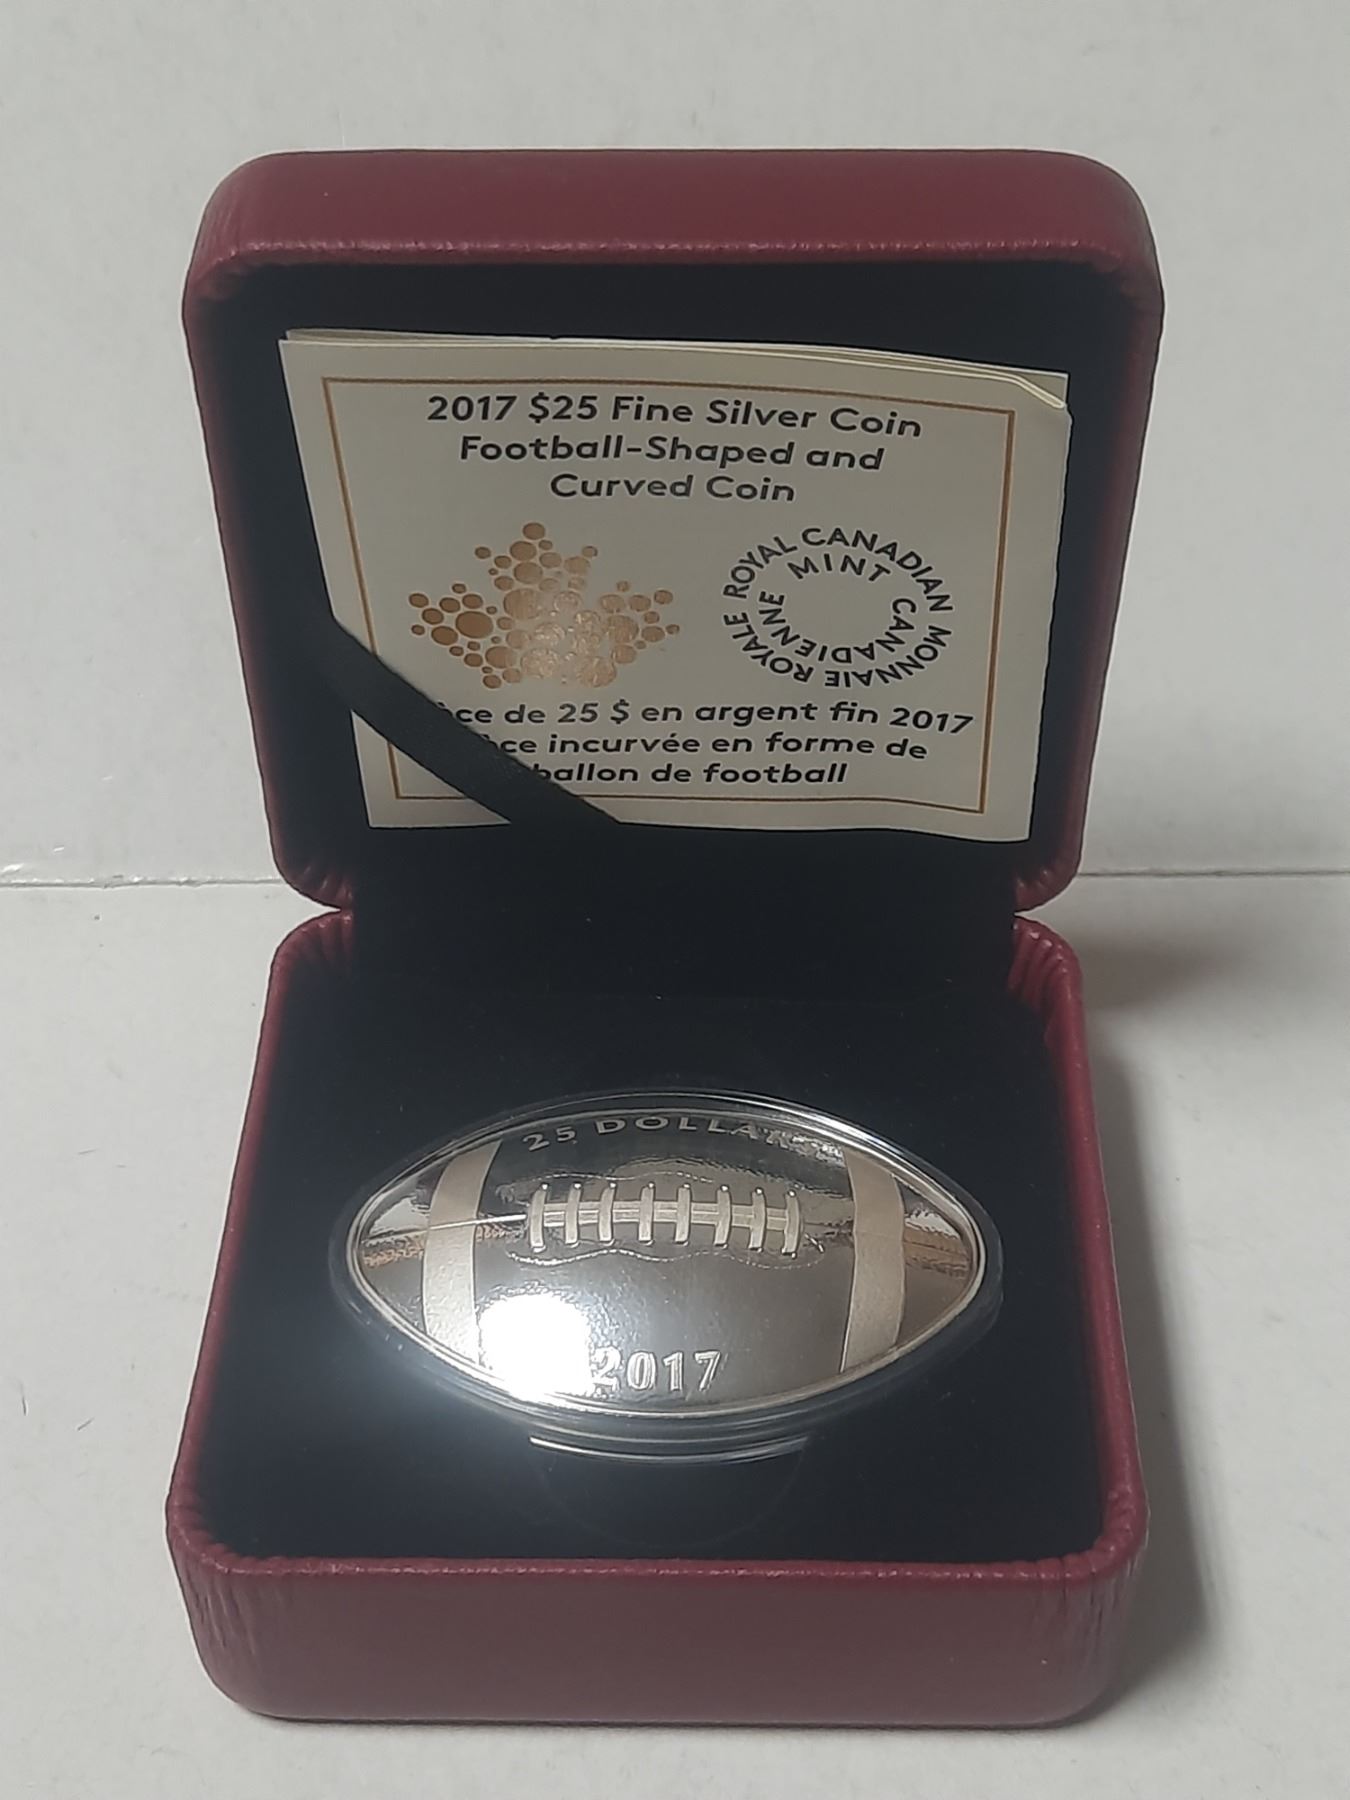 2017 $25 Fine Silver Coin
Football-Shaped and
Curved Coin
ROYAL CANADIAN MINT
MONNAIE ROYALE CANADIENNE
de 25 $ en argent fin 2017
incurvée en forme de
ballon de football
25
2017